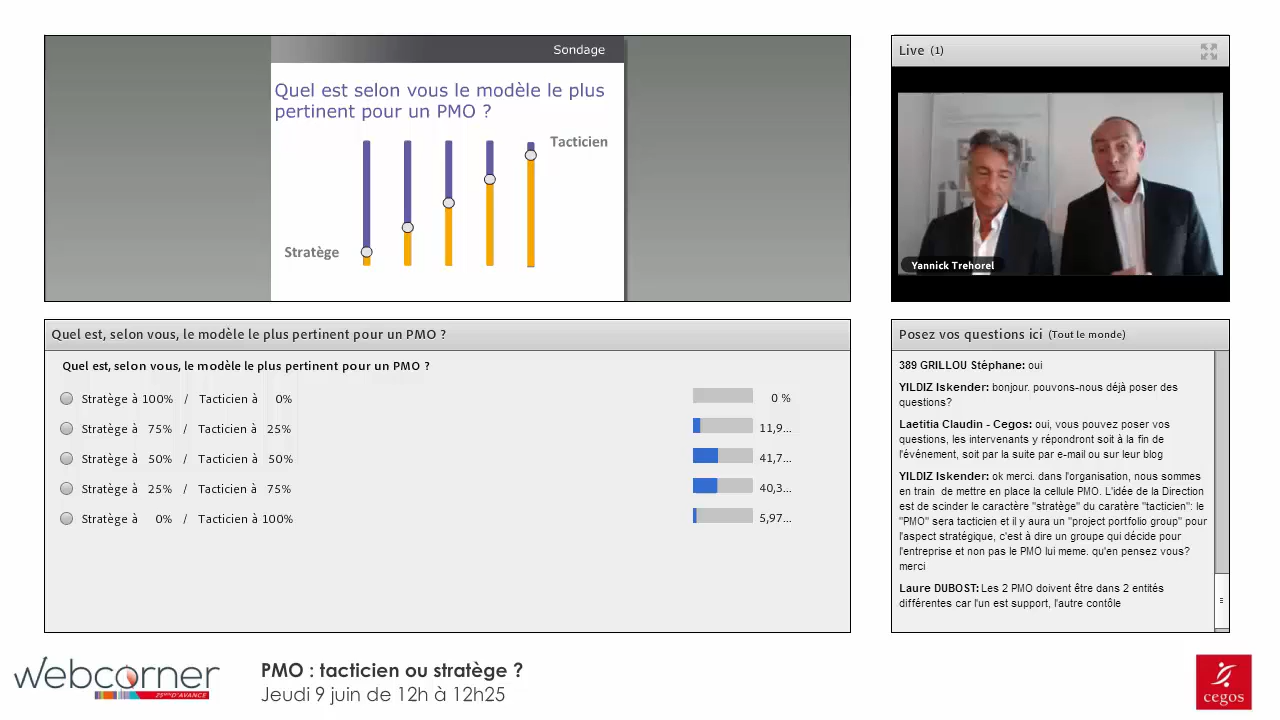 Sondage
Quel est selon vous le modèle le plus
pertinent pour un PMO ?
Tacticien
Stratège
Live (1)
Yannick Trehorel
Quel est, selon vous, le modèle le plus pertinent pour un PMO ?
Quel est, selon vous, le modèle le plus pertinent pour un PMO ?
Stratège à 100% / Tacticien à 0% 0 %
Stratège à 75% / Tacticien à 25% 11,9...
Stratège à 50% / Tacticien à 50% 41,7...
Stratège à 25% / Tacticien à 75% 40,3...
Stratège à 0% / Tacticien à 100% 5,97...
Posez vos questions ici (Tout le monde)
389 GRILLOU Stéphane: oui
YILDIZ Iskender: bonjour. pouvons-nous déjà poser des
questions?
Laetitia Claudin - Cegos: oui, vous pouvez poser vos
questions, les intervenants y répondront soit à la fin de
l'événement, soit par la suite par e-mail ou sur leur blog
YILDIZ Iskender: ok merci. dans l'organisation, nous sommes
en train de mettre en place la cellule PMO. L'idée de la Direction
est de scinder le caractère "stratège" du caratère "tacticien": le
"PMO" sera tacticien et il y aura un "project portfolio group" pour
l'aspect stratégique, c'est à dire un groupe qui décide pour
l'entreprise et non pas le PMO lui meme. qu'en pensez vous?
merci
Laure DUBOST: Les 2 PMO doivent être dans 2 entités
différentes car l'un est support, l'autre contôle
webcorner
D'AVANCE
PMO : tacticien ou stratège ?
Jeudi 9 juin de 12h à 12h25
cegos